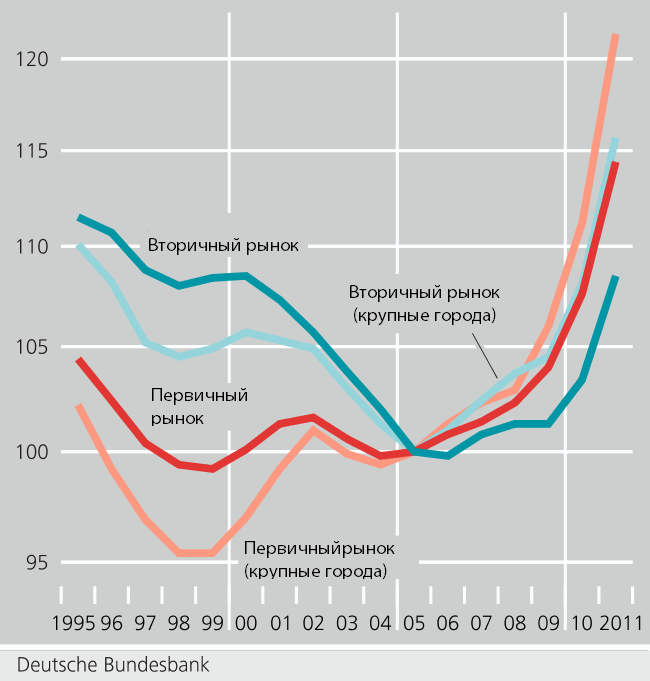 120
115
110
105
100
95
Вторичный рынок
Вторичный рынок
(крупные города)
Первичный
рынок
Первичныйрынок
(крупные города)
1995 96 97 98 99 00 01 02 03 04 05 06 07 08 09 10 2011
Deutsche Bundesbank